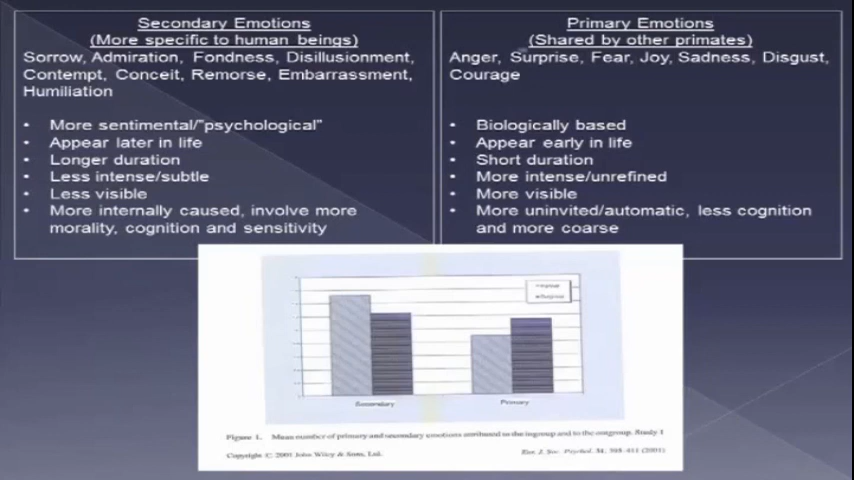 Secondary Emotions
(More specific to human beings)
Sorrow, Admiration, Fondness, Disillusionment,
Contempt, Conceit, Remorse, Embarrassment,
Humiliation
• More sentimental/"psychological"
• Appear later in life
• Longer duration
• Less intense/subtle
• Less visible
• More internally caused, involve more
morality, cognition and sensitivity
Primary Emotions
(Shared by other primates)
Anger, Surprise, Fear, Joy, Sadness, Disgust,
Courage
• Biologically based
• Appear early in life
• Short duration
• More intense/unrefined
• More visible
• More uninvited/automatic, less cognition
and more coarse
Secondary
Primary
Figure 1. Mean number of primary and secondary emotions attributed to the ingroup and to the outgroup. Study 1
Copyright © 2001 John Wiley & Sons, Ltd.
Eur. J. Soc. Psychol. 31, (2001)